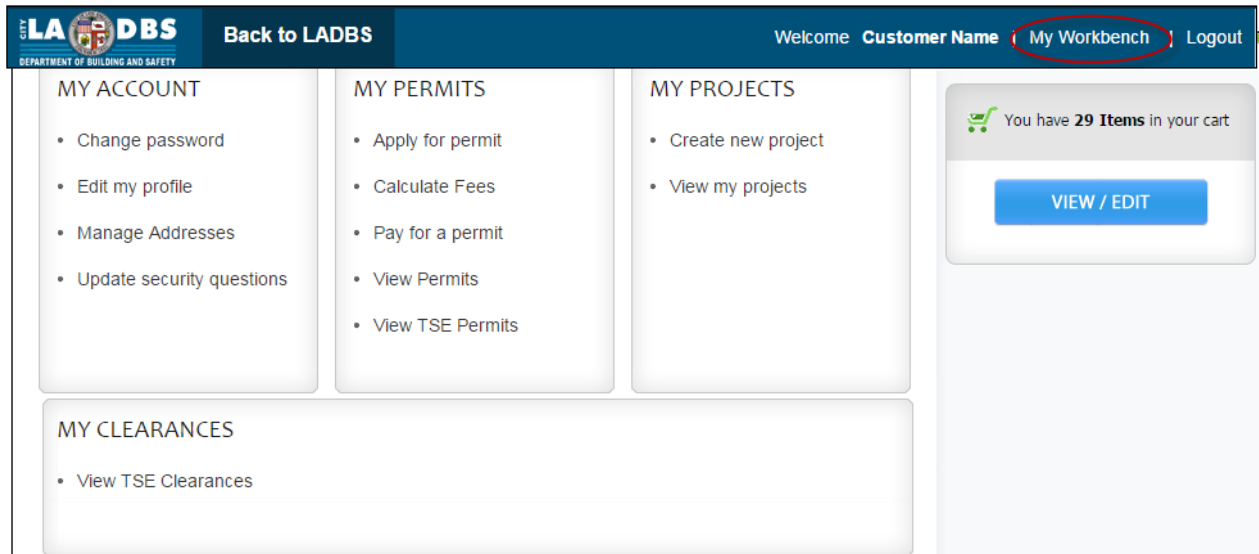 CITY
LA DBS
DEPARTMENT OF BUILDING AND SAFETY
Back to LADBS
Welcome Customer Name | My Workbench | Logout
MY ACCOUNT
• Change password
• Edit my profile
• Manage Addresses
• Update security questions
MY PERMITS
• Apply for permit
• Calculate Fees
• Pay for a permit
• View Permits
• View TSE Permits
MY PROJECTS
• Create new project
• View my projects
You have 29 Items in your cart
VIEW / EDIT
MY CLEARANCES
• View TSE Clearances